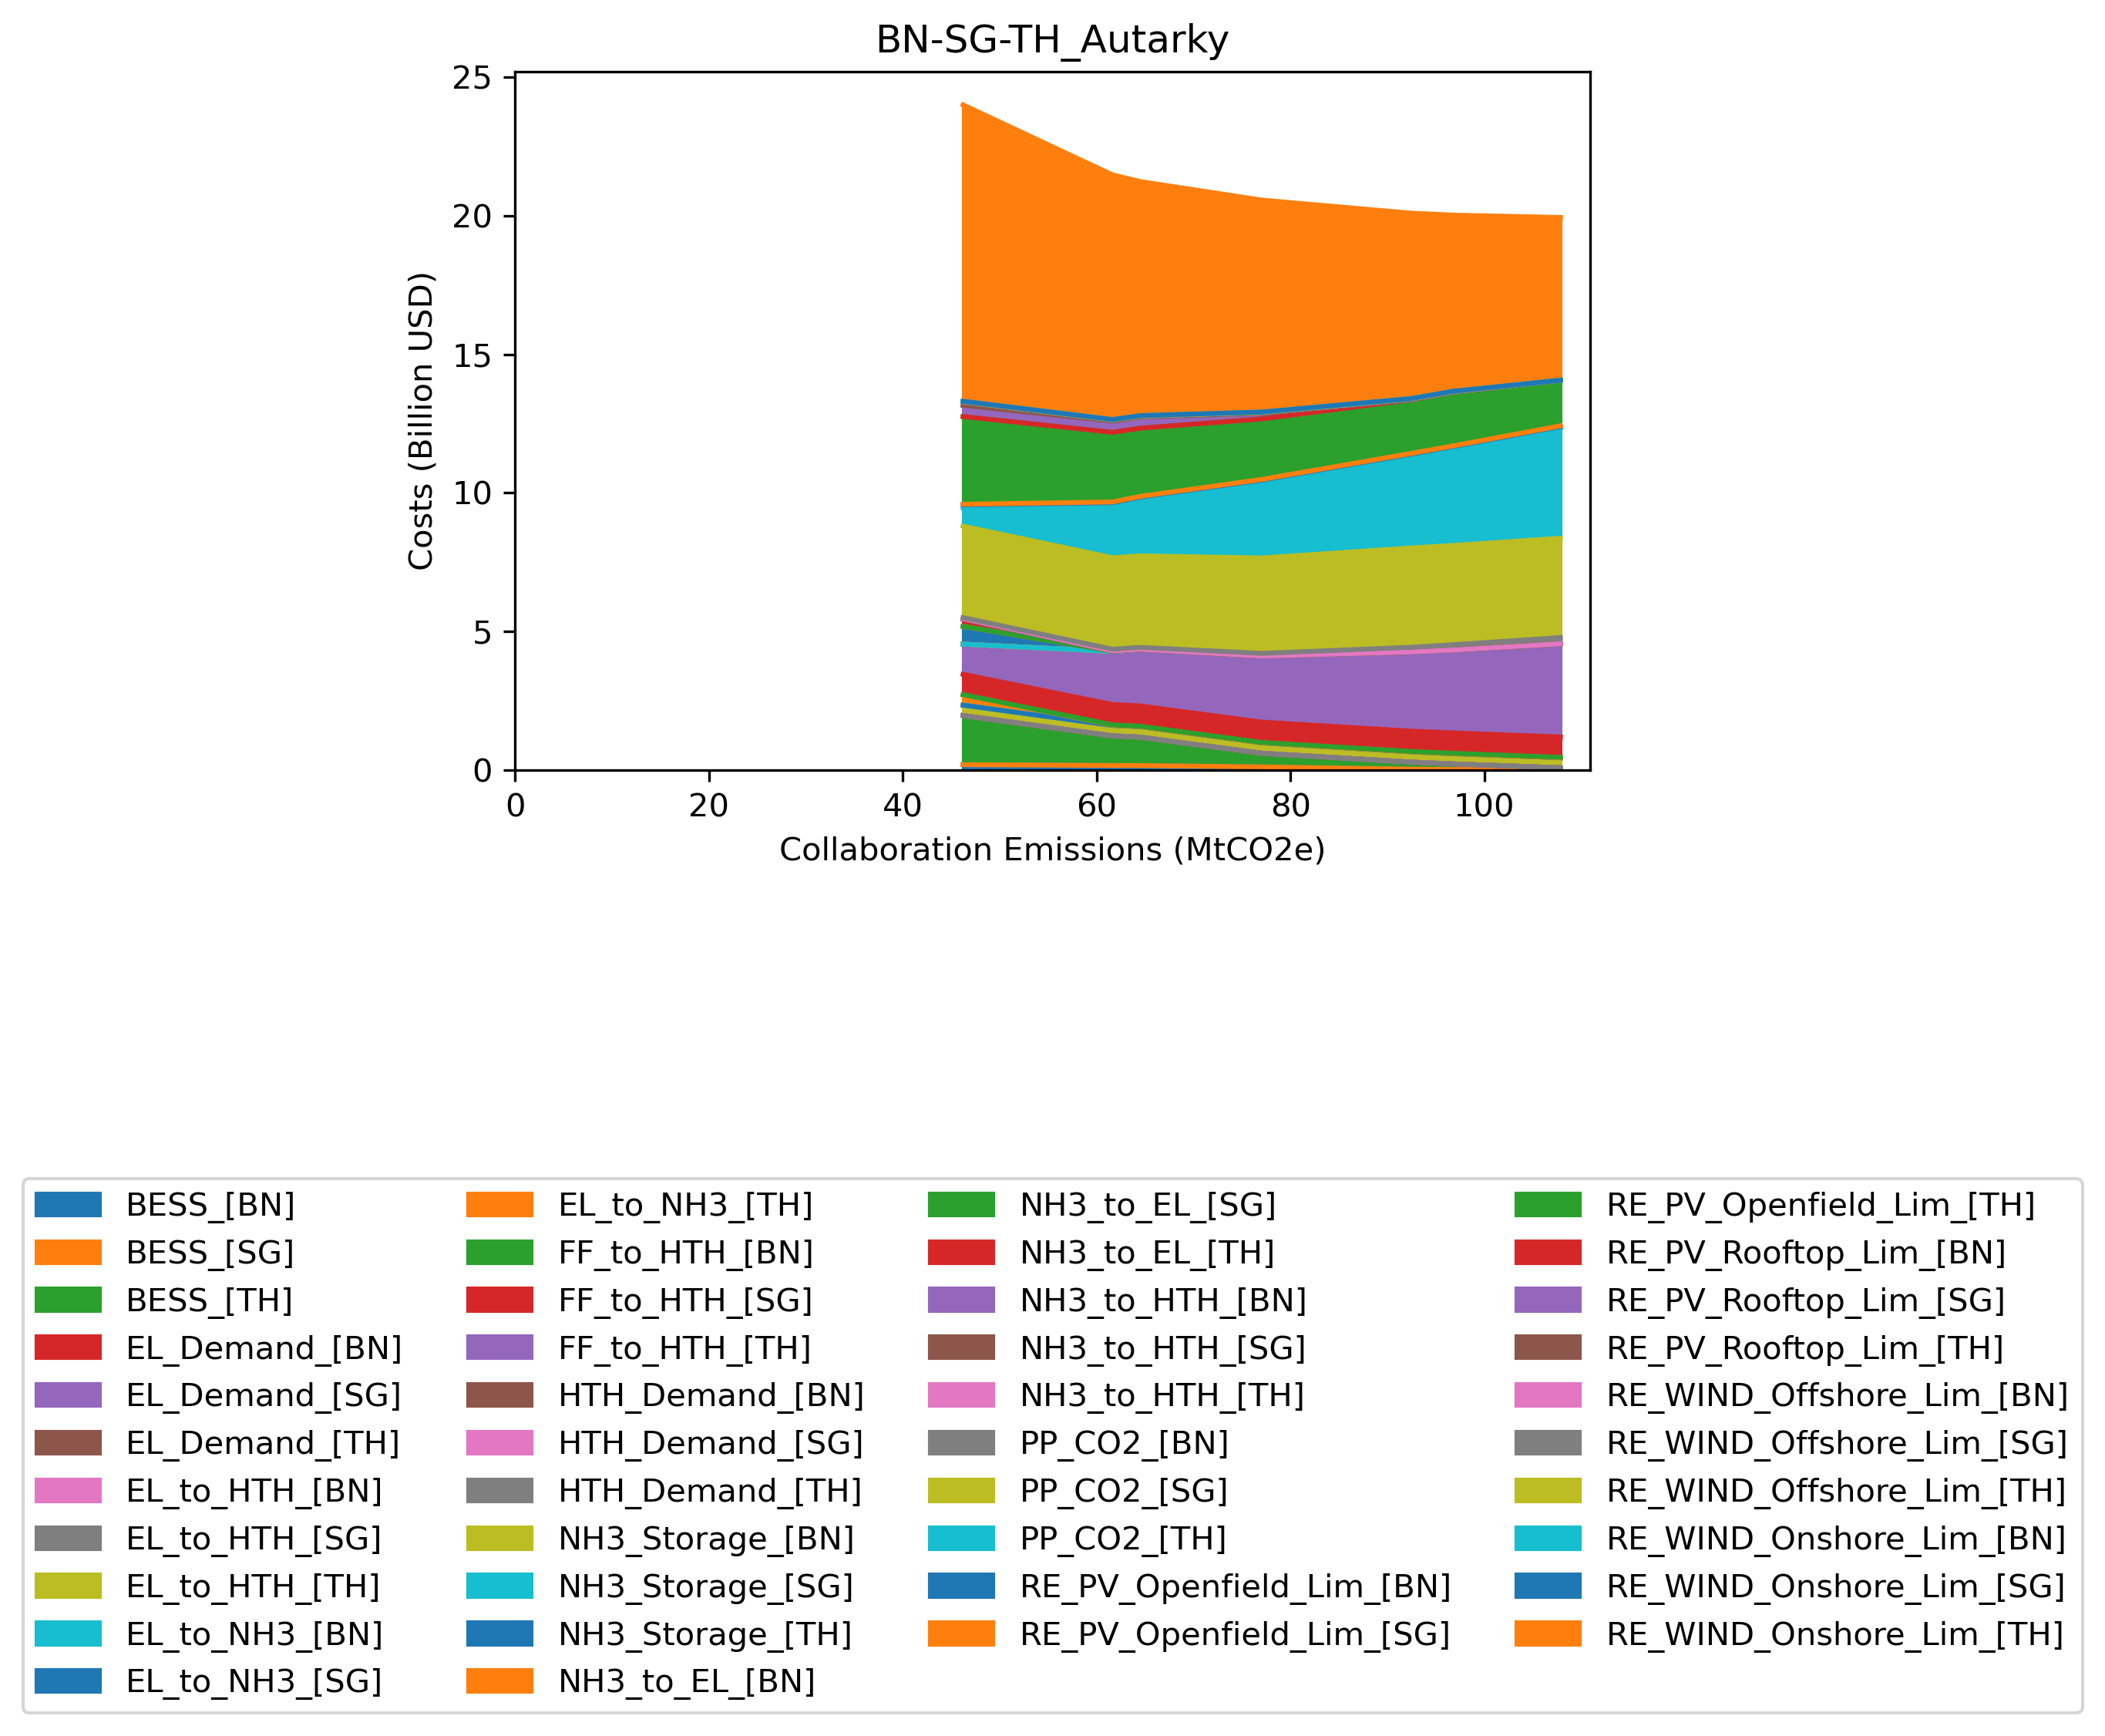 BN-SG-TH_Autarky
25
20
15
10
5
0
Costs (Billion USD)
0 20 40 60 80 100
Collaboration Emissions (MtCO2e)
BESS_[BN]
BESS_[SG]
BESS_[TH]
EL_Demand_[BN]
EL_Demand_[SG]
EL_Demand_[TH]
EL_to_HTH_[BN]
EL_to_HTH_[SG]
EL_to_HTH_[TH]
EL_to_NH3_[BN]
EL_to_NH3_[SG]
EL_to_NH3_[TH]
FF_to_HTH_[BN]
FF_to_HTH_[SG]
FF_to_HTH_[TH]
HTH_Demand_[BN]
HTH_Demand_[SG]
HTH_Demand_[TH]
NH3_Storage_[BN]
NH3_Storage_[SG]
NH3_Storage_[TH]
NH3_to_EL_[BN]
NH3_to_EL_[SG]
NH3_to_EL_[TH]
NH3_to_HTH_[BN]
NH3_to_HTH_[SG]
NH3_to_HTH_[TH]
PP_CO2_[BN]
PP_CO2_[SG]
PP_CO2_[TH]
RE_PV_Openfield_Lim_[BN]
RE_PV_Openfield_Lim_[SG]
RE_PV_Openfield_Lim_[TH]
RE_PV_Rooftop_Lim_[BN]
RE_PV_Rooftop_Lim_[SG]
RE_PV_Rooftop_Lim_[TH]
RE_WIND_Offshore_Lim_[BN]
RE_WIND_Offshore_Lim_[SG]
RE_WIND_Offshore_Lim_[TH]
RE_WIND_Onshore_Lim_[BN]
RE_WIND_Onshore_Lim_[SG]
RE_WIND_Onshore_Lim_[TH]